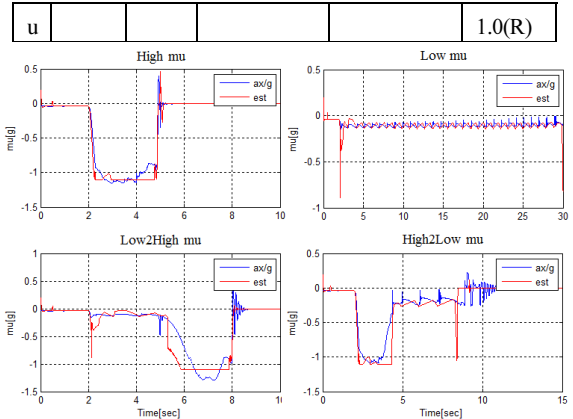 u 1.0(R)
High mu
Low mu
ax/g
est
ax/g
est
mu[g]
0.5
0
-0.5
-1
-1.5
0 2 4 6 8 10
mu[g]
0.5
0
-0.5
-1
0 5 10 15 20 25 30
Low2High mu
High2Low mu
ax/g
est
ax/g
est
mu[g]
1
0.5
0
-0.5
-1
-1.5
0 2 4 6 8 10
Time[sec]
mu[g]
0.5
0
-0.5
-1
-1.5
0 5 10 15
Time[sec]